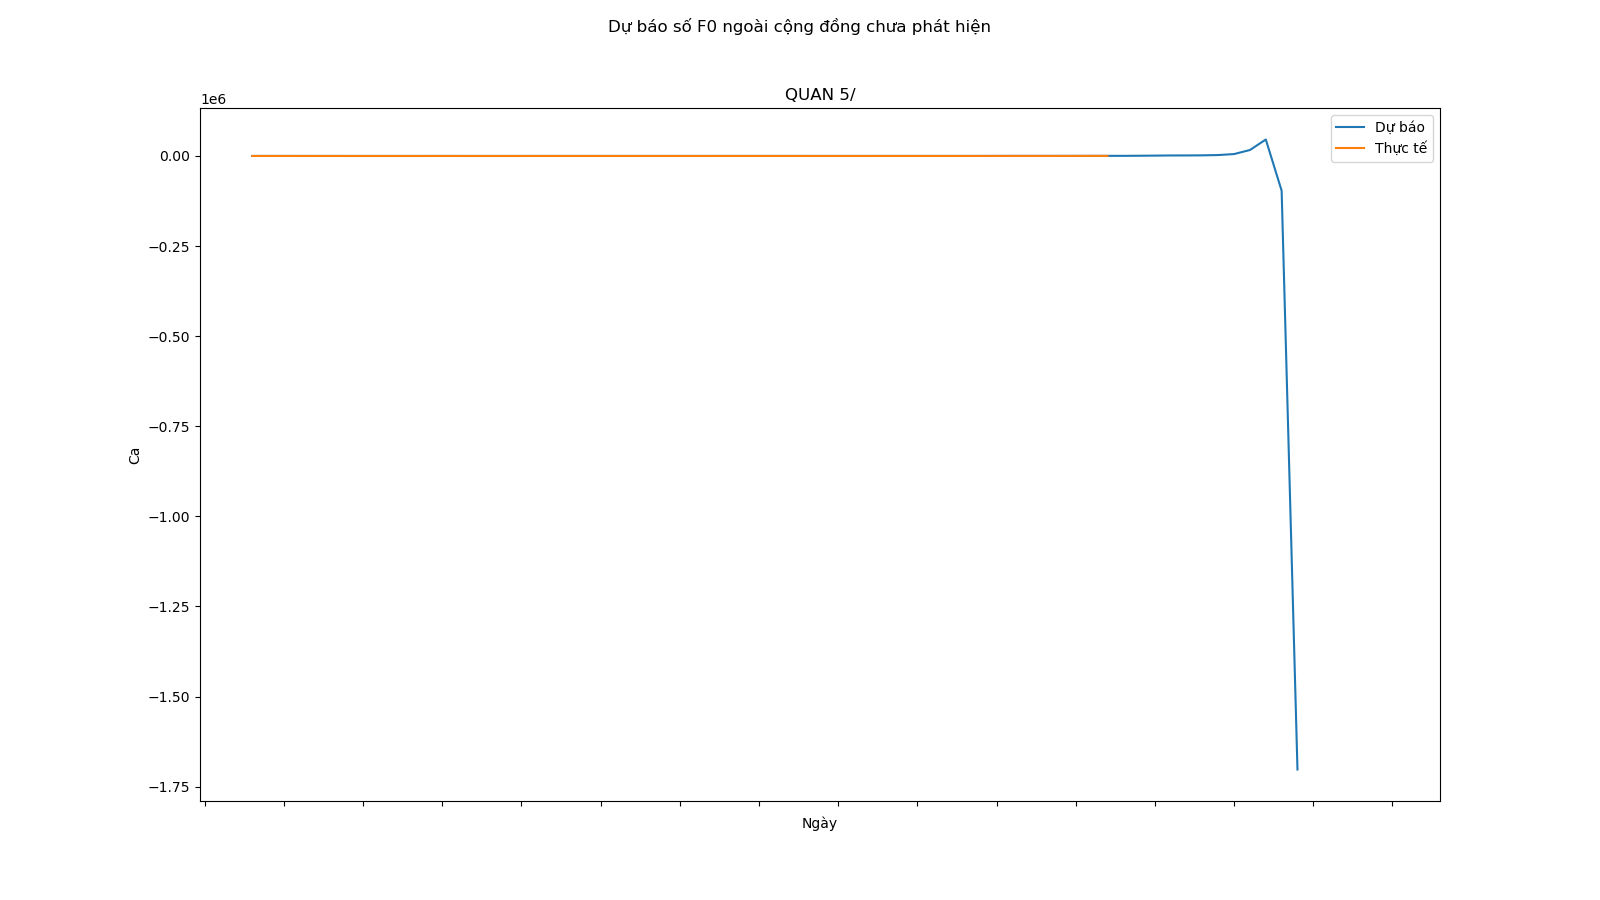 Dự báo số F0 ngoài cộng đồng chưa phát hiện
QUAN 5/
1e6
Dự báo
Thực tế
0.00
−0.25
−0.50
−0.75
−1.00
−1.25
−1.50
−1.75
Ca
Ngày